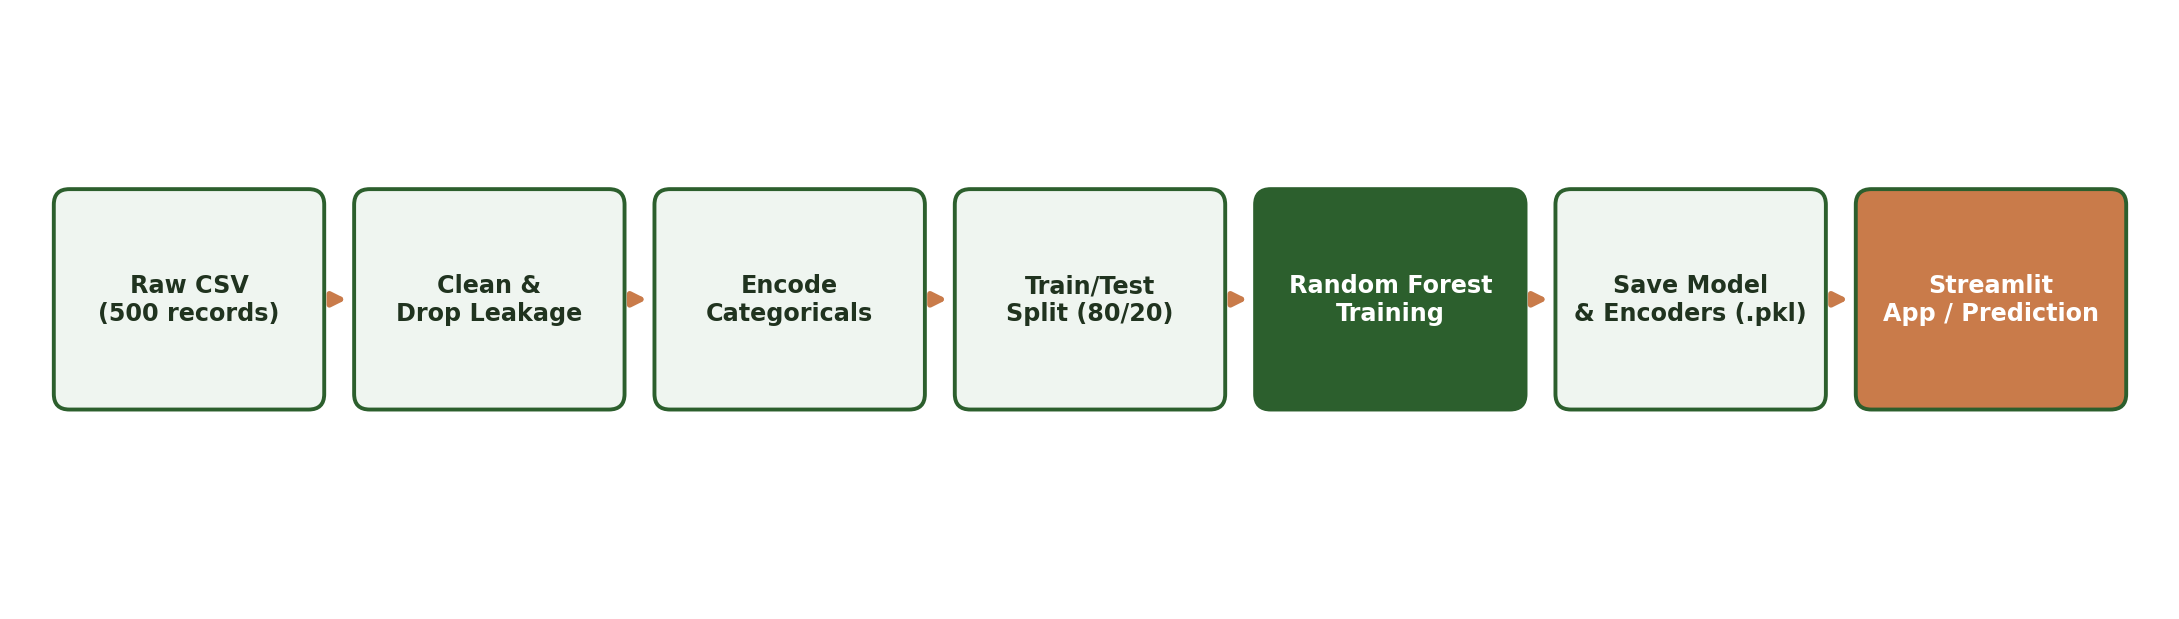 Raw CSV
(500 records)
Clean &
Drop Leakage
Encode
Categoricals
Train/Test
Split (80/20)
Random Forest
Training
Save Model
& Encoders (.pkl)
Streamlit
App / Prediction